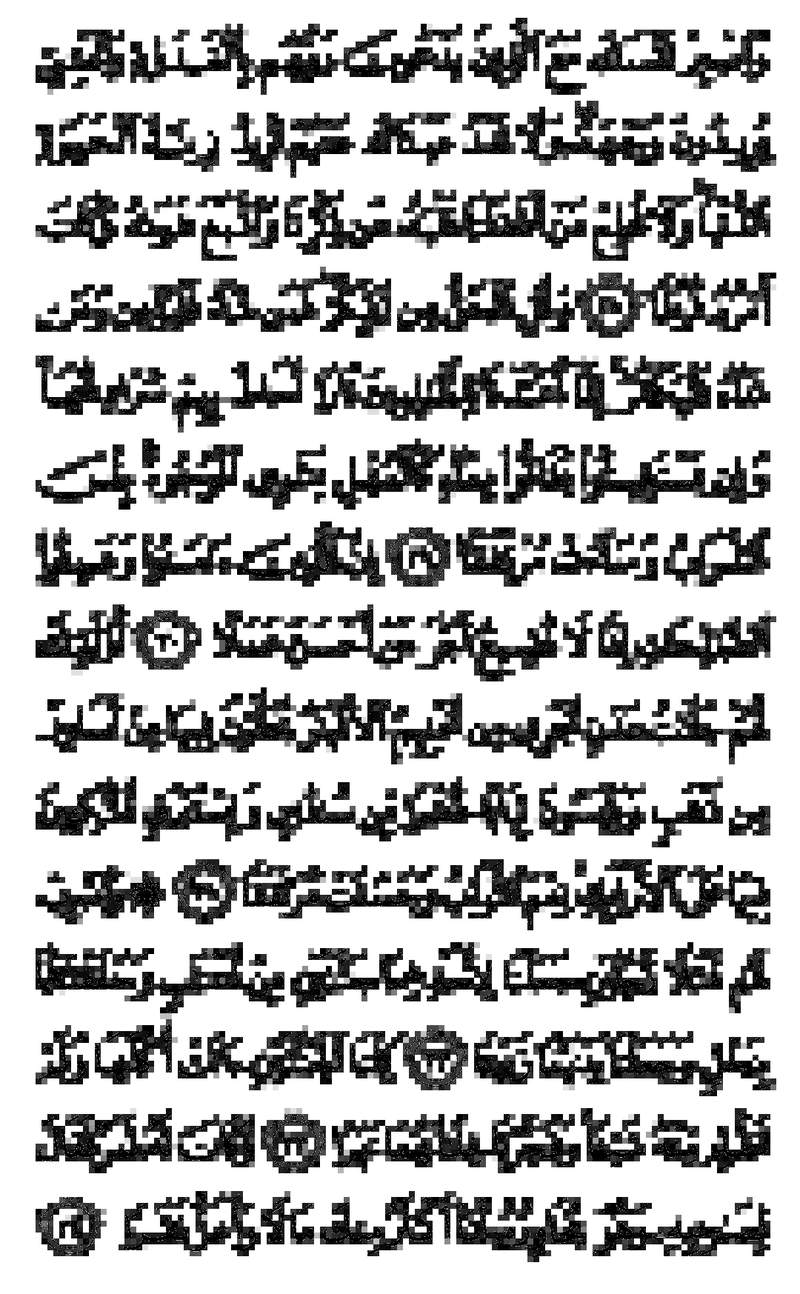 واصبر نفسك مع الذين يدعون ربهم بالغدوة والعشي
يريدون وجهه ولا تعد عيناك عنهم تريد زينة الحيوة
الدنيا ولا تطع من أغفلنا قلبه عن ذكرنا واتبع هواه وكان
أمره فرطا ٢٨ وقل الحق من ربكم فمن شاء فليؤمن ومن
شاء فليكفر إنا أعتدنا للظالمين نارا أحاط بهم سرادقها
وإن يستغيثوا يغاثوا بماء كالمهل يشوي الوجوه بئس
الشراب وساءت مرتفقا ٢٩ إن الذين ءامنوا وعملوا
الصالحات إنا لا نضيع أجر من أحسن عملا ٣٠ أولئك
لهم جنات عدن تجري من تحتهم الأنهار يحلون فيها من أساور
من ذهب ويلبسون ثيابا خضرا من سندس وإستبرق متكئين
فيها على الأرائك نعم الثواب وحسنت مرتفقا ٣١ ۞ واضرب
لهم مثلا رجلين جعلنا لأحدهما جنتين من أعناب وحففناهما
بنخل وجعلنا بينهما زرعا ٣٢ كلتا الجنتين ءاتت أكلها ولم
تظلم منه شيئا وفجرنا خلالهما نهرا ٣٣ وكان له ثمر فقال
لصاحبه وهو يحاوره أنا أكثر منك مالا وأعز نفرا ٣٤